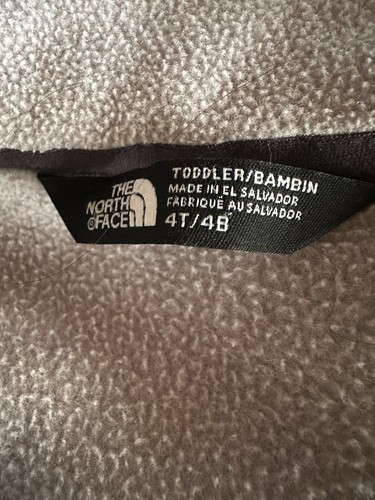 THE
NORTH
FACE
TODDLER/BAMBIN
MADE IN EL SALVADOR
FABRIQUÉ AU SALVADOR
4T/4B